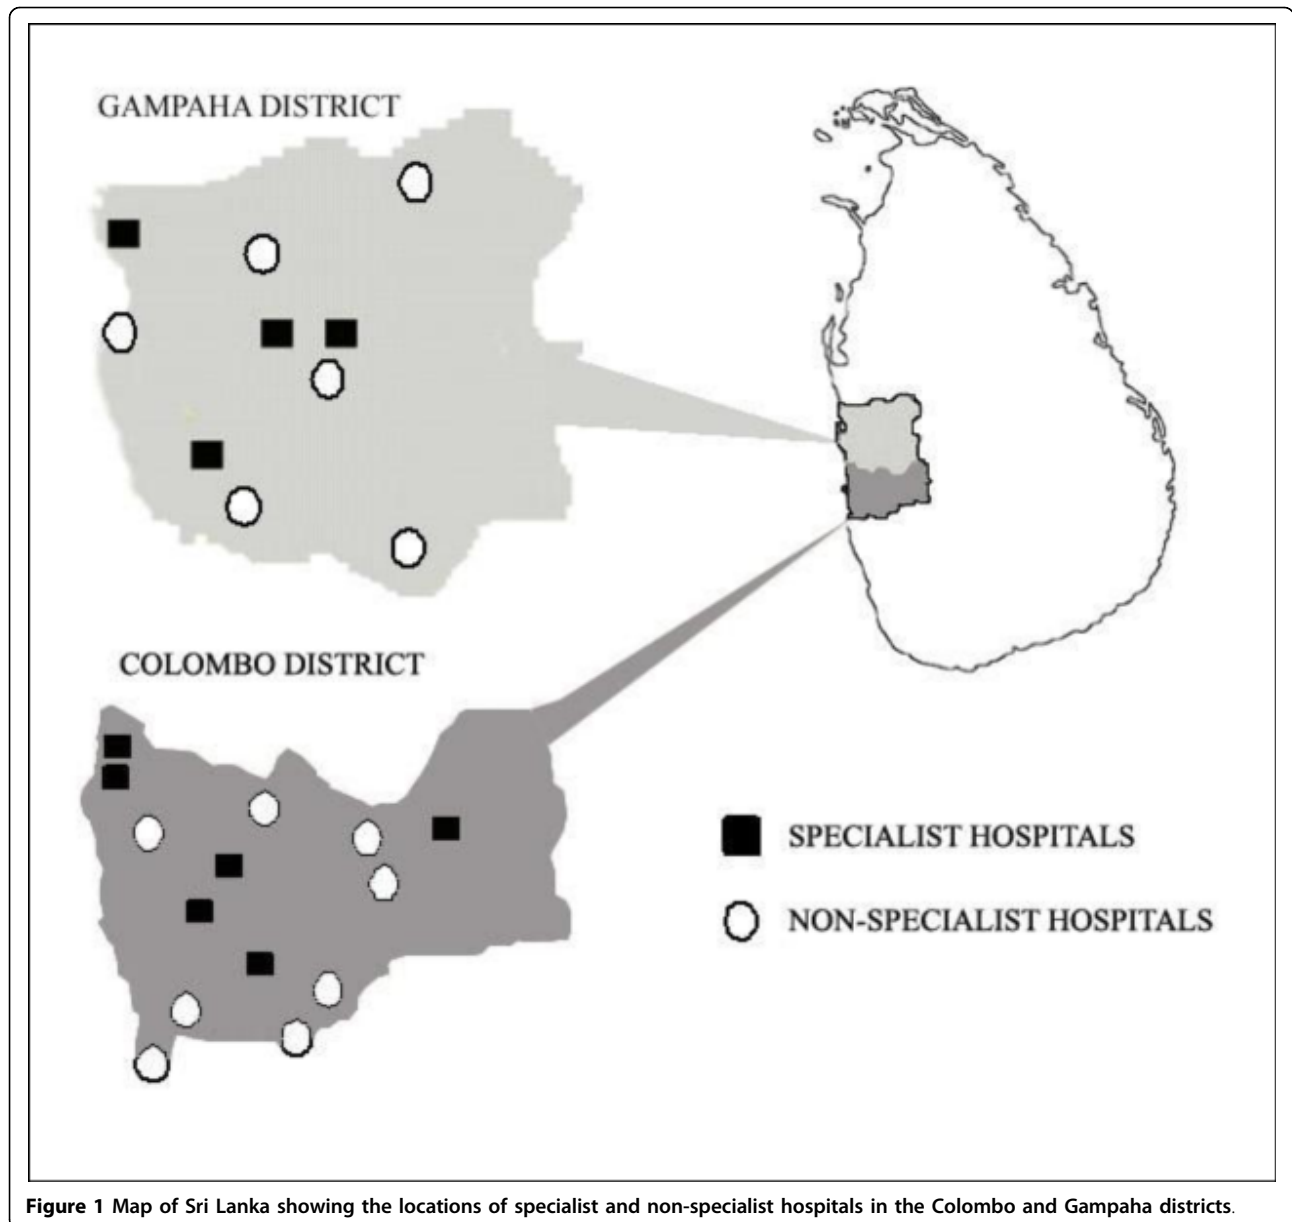 GAMPAHA DISTRICT
COLOMBO DISTRICT
SPECIALIST HOSPITALS
NON-SPECIALIST HOSPITALS
Figure 1 Map of Sri Lanka showing the locations of specialist and non-specialist hospitals in the Colombo and Gampaha districts.